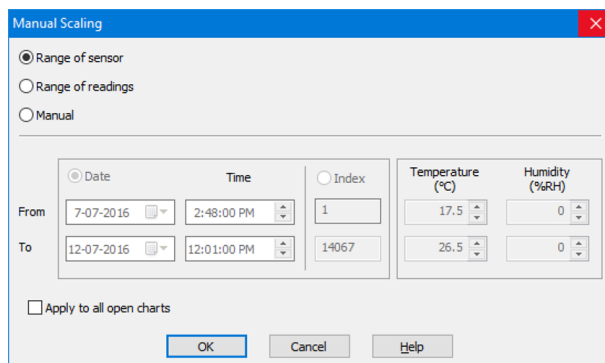 Manual Scaling
Range of sensor
Range of readings
Manual
Date Time Index Temperature (°C) Humidity (%RH)
From 7-07-2016 2:48:00 PM 1 17.5 0
To 12-07-2016 12:01:00 PM 14067 26.5 0
Apply to all open charts
OK Cancel Help